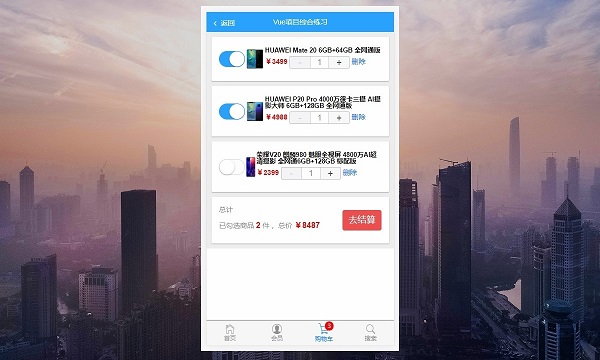 返回
Vue项目综合练习
HUAWEI Mate 20 6GB+64GB 全网通版
￥3499 - 1 + 删除
HUAWEI P20 Pro 4000万徕卡三摄 AI摄
影大师 6GB+128GB 全网通版
￥4988 - 1 + 删除
荣耀V20 麒麟980 魅眼全视屏 4800万AI超
清摄影 全网通6GB+128GB 标配版
￥2399 - 1 + 删除
总计
已勾选商品 2 件， 总价 ￥8487
去结算
3
首页 会员 购物车 搜索